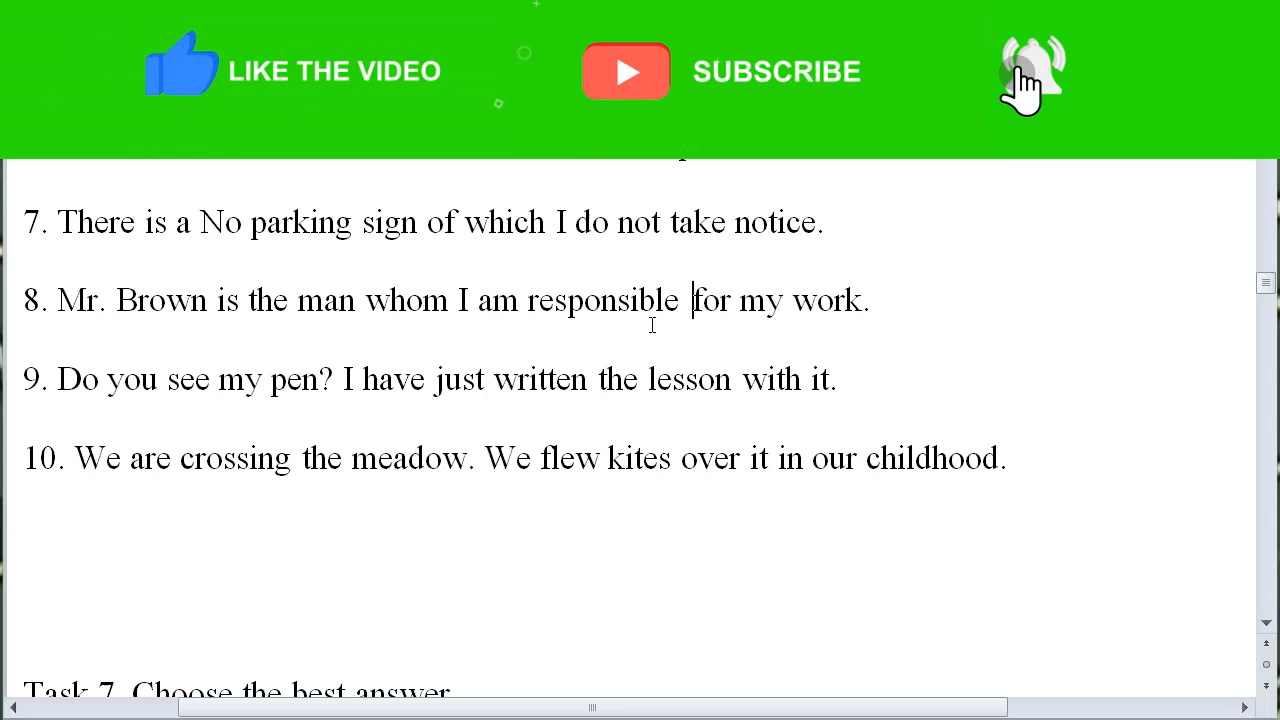 LIKE THE VIDEO SUBSCRIBE
7. There is a No parking sign of which I do not take notice.
8. Mr. Brown is the man whom I am responsible for my work.
9. Do you see my pen? I have just written the lesson with it.
10. We are crossing the meadow. We flew kites over it in our childhood.
Task 7. Choose the best answer